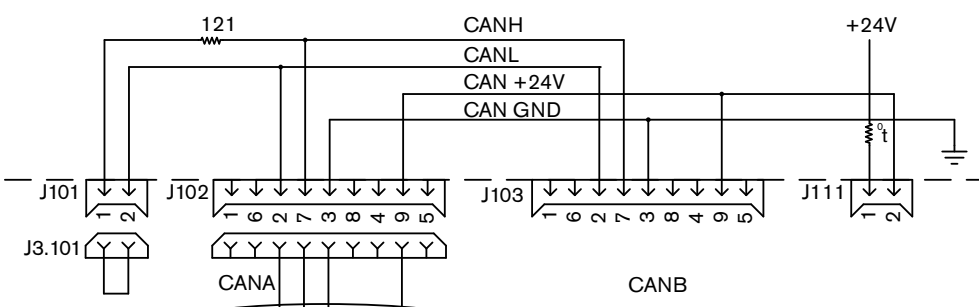 121
CANH
+24V
CANL
CAN +24V
CAN GND
°t
J101
J102
J103
J111
1 2
1 6 2 7 3 8 4 9 5
1 6 2 7 3 8 4 9 5
1 2
J3.101
CANA
CANB